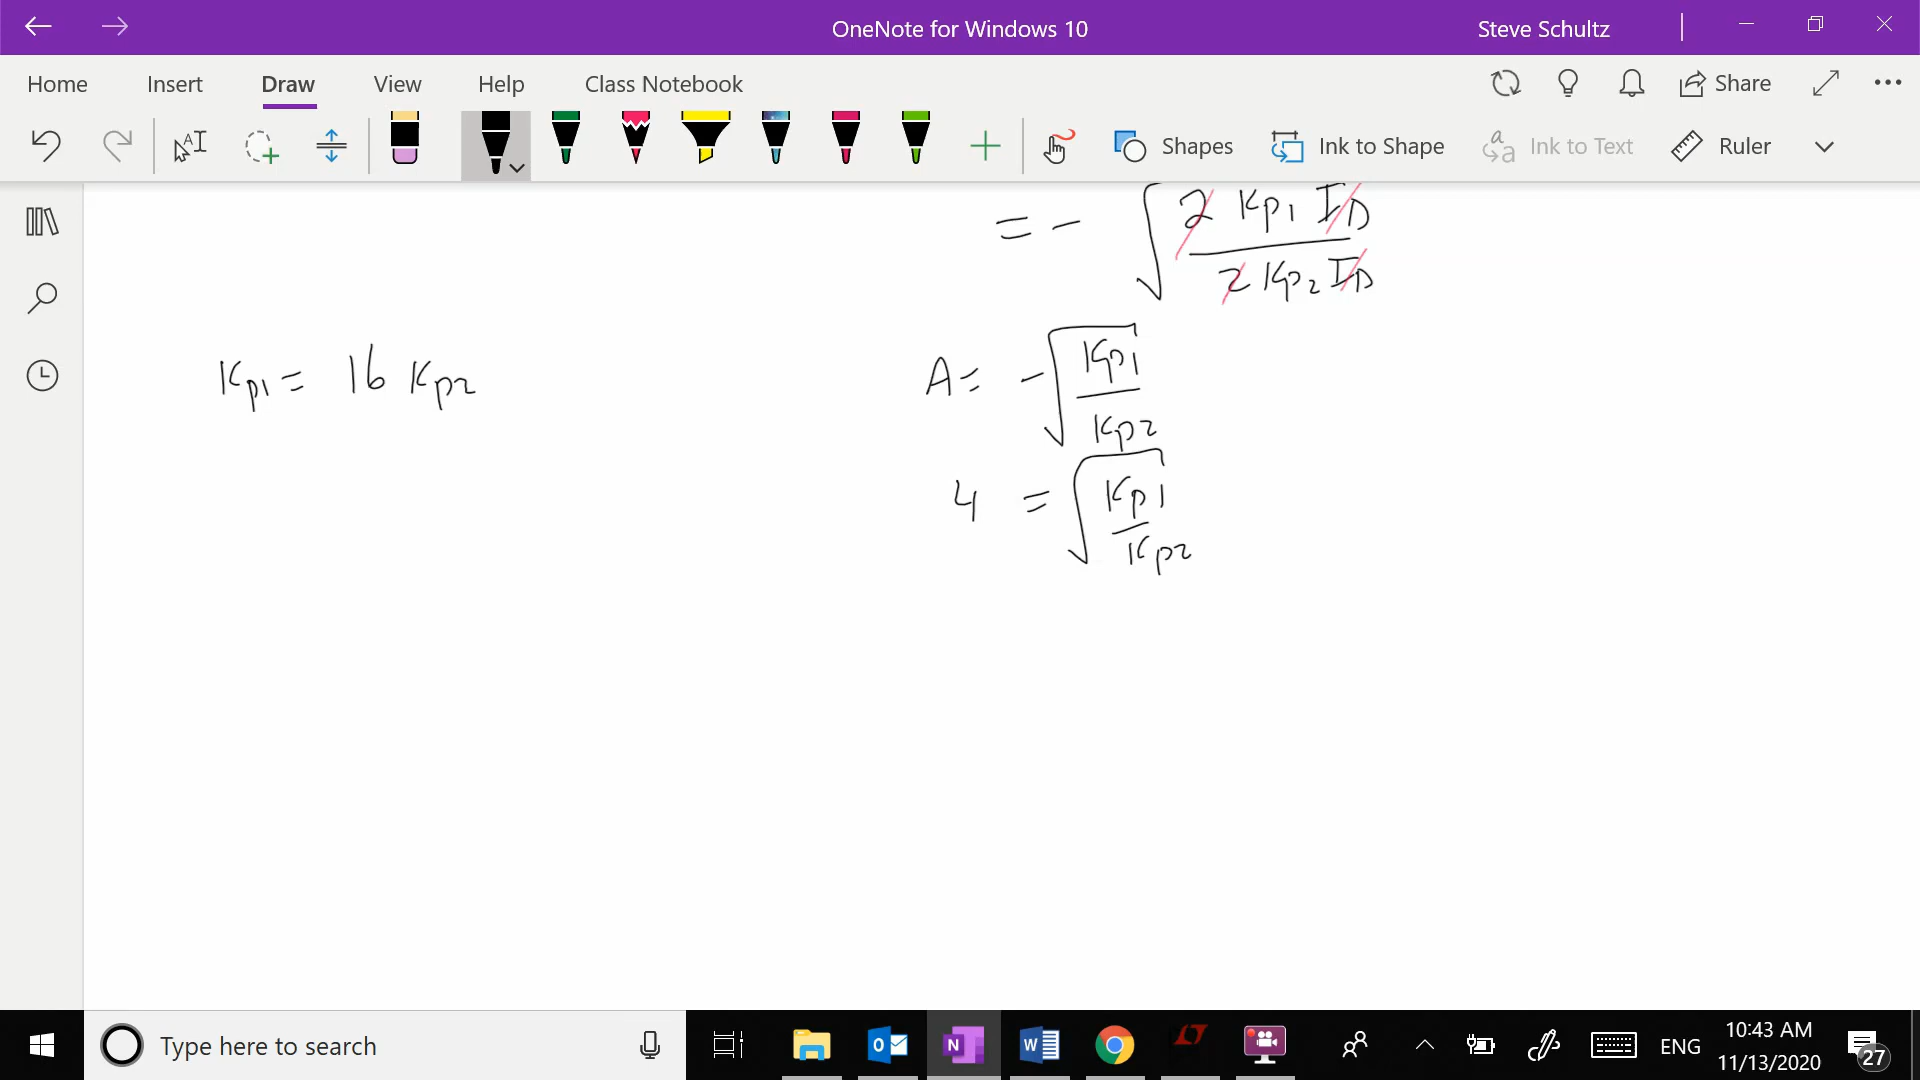 OneNote for Windows 10
Steve Schultz
Home Insert Draw View Help Class Notebook
Share
Shapes
Ink to Shape
Ink to Text
Ruler
= - √ 2 Kp1 ID
2 Kp2 ID
Kp1 = 16 Kp2
A = - √ Kp1
Kp2
4 = √ Kp1
Kp2
Type here to search
N
W
ENG
10:43 AM
11/13/2020
27